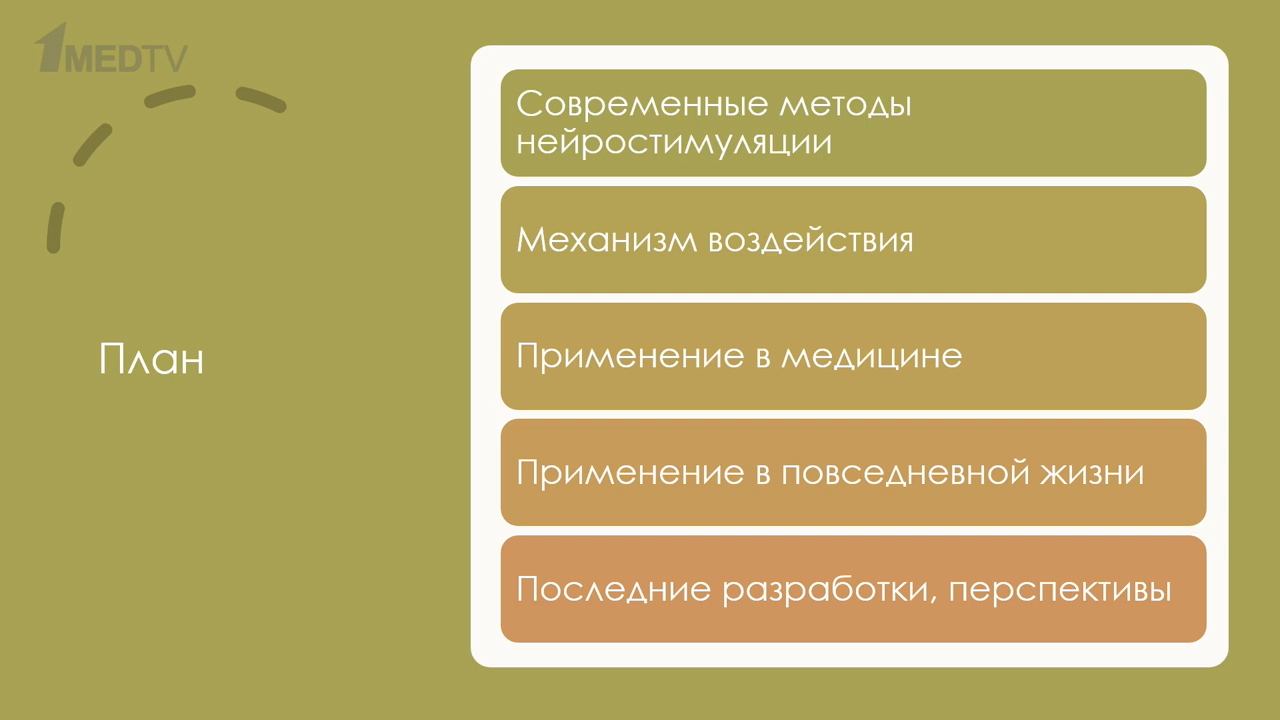 1MEDTV
План
Современные методы
нейростимуляции
Механизм воздействия
Применение в медицине
Применение в повседневной жизни
Последние разработки, перспективы